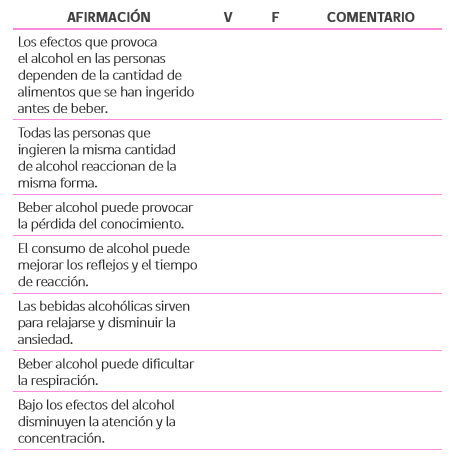 AFIRMACIÓN V F COMENTARIO
Los efectos que provoca
el alcohol en las personas
dependen de la cantidad de
alimentos que se han ingerido
antes de beber.
Todas las personas que
ingieren la misma cantidad
de alcohol reaccionan de la
misma forma.
Beber alcohol puede provocar
la pérdida del conocimiento.
El consumo de alcohol puede
mejorar los reflejos y el tiempo
de reacción.
Las bebidas alcohólicas sirven
para relajarse y disminuir la
ansiedad.
Beber alcohol puede dificultar
la respiración.
Bajo los efectos del alcohol
disminuyen la atención y la
concentración.